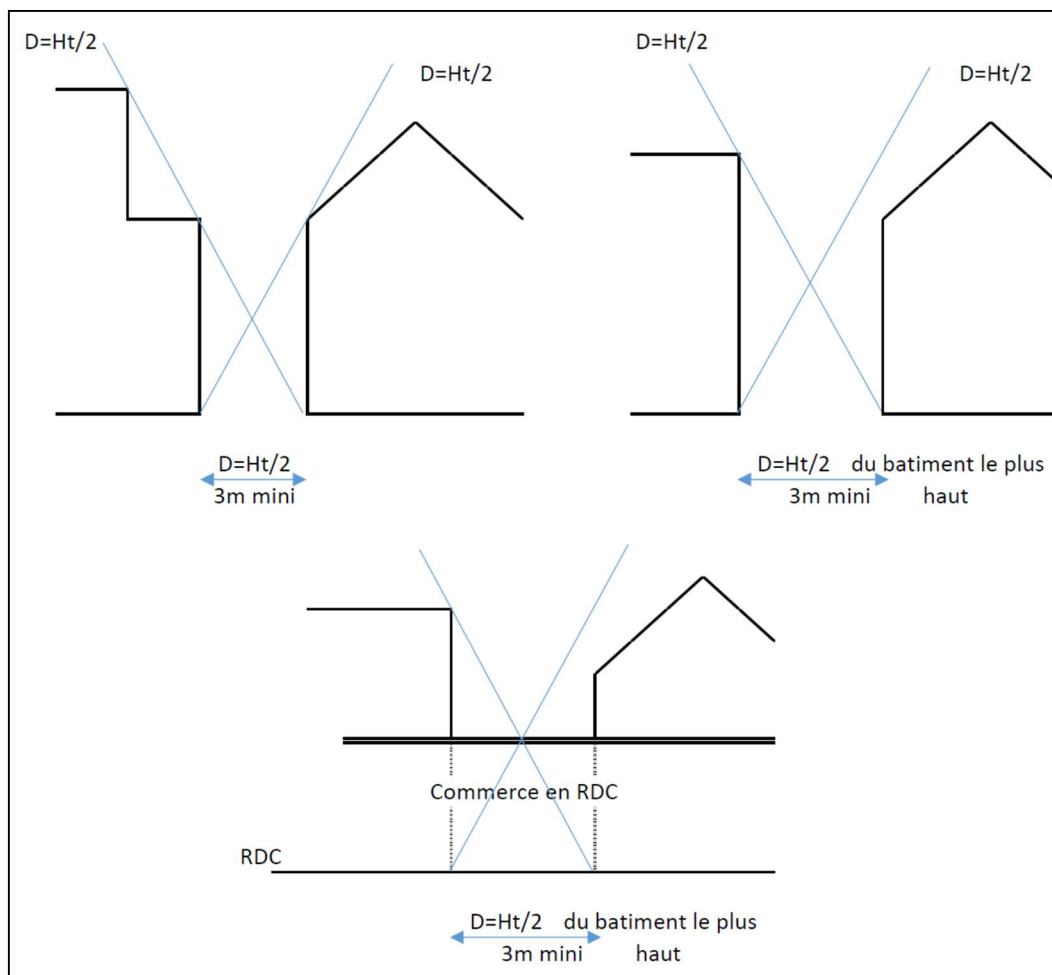 D=Ht/2
D=Ht/2
D=Ht/2
3m mini
D=Ht/2
D=Ht/2
D=Ht/2 du batiment le plus
3m mini haut
Commerce en RDC
RDC
D=Ht/2 du batiment le plus
3m mini haut